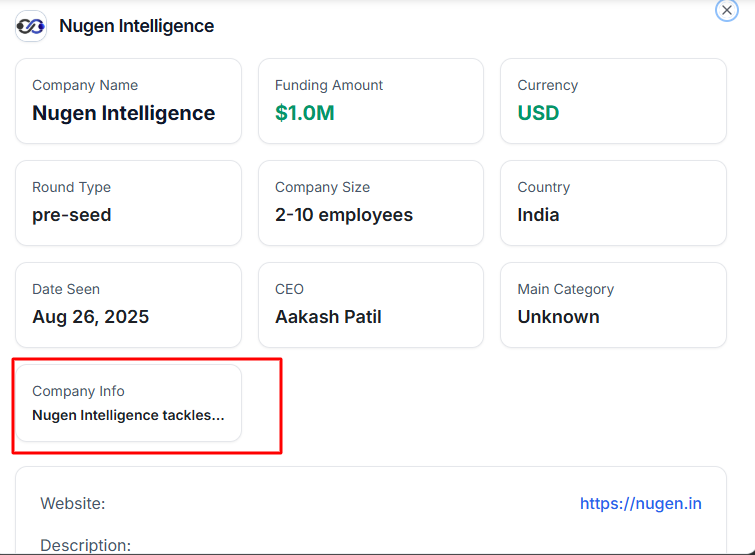 Nugen Intelligence
Company Name
Nugen Intelligence
Funding Amount
$1.0M
Currency
USD
Round Type
pre-seed
Company Size
2-10 employees
Country
India
Date Seen
Aug 26, 2025
CEO
Aakash Patil
Main Category
Unknown
Company Info
Nugen Intelligence tackles...
Website: https://nugen.in
Description: